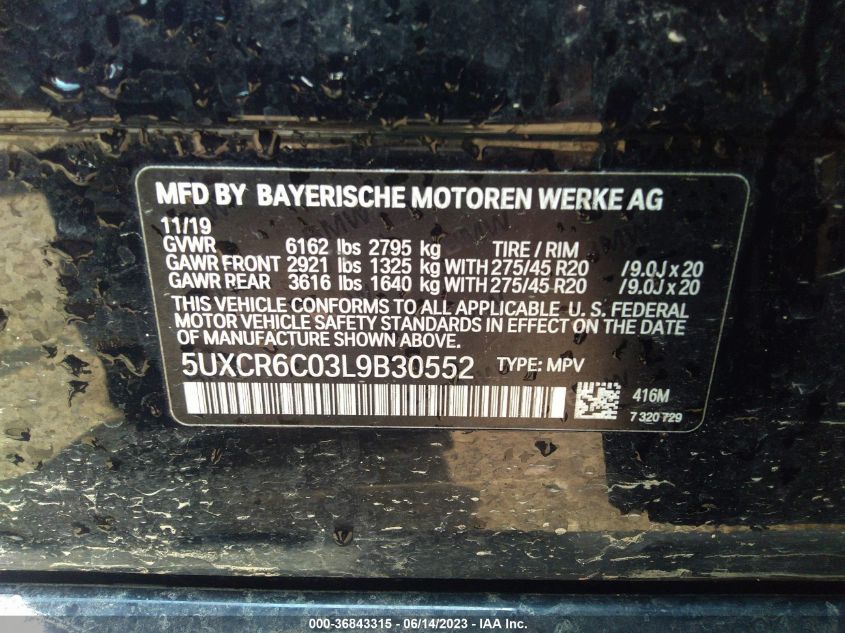 MFD BY BAYERISCHE MOTOREN WERKE AG
11/19
GVWR 6162 lbs 2795 kg TIRE / RIM
GAWR FRONT 2921 lbs 1325 kg WITH 275/45 R20 /9.0J x 20
GAWR REAR 3616 lbs 1640 kg WITH 275/45 R20 /9.0J x 20
THIS VEHICLE CONFORMS TO ALL APPLICABLE U. S. FEDERAL
MOTOR VEHICLE SAFETY STANDARDS IN EFFECT ON THE DATE
OF MANUFACTURE SHOWN ABOVE.
5UXCR6C03L9B30552 TYPE: MPV
416M
7 320 729
000-36843315 - 06/14/2023 - IAA Inc.